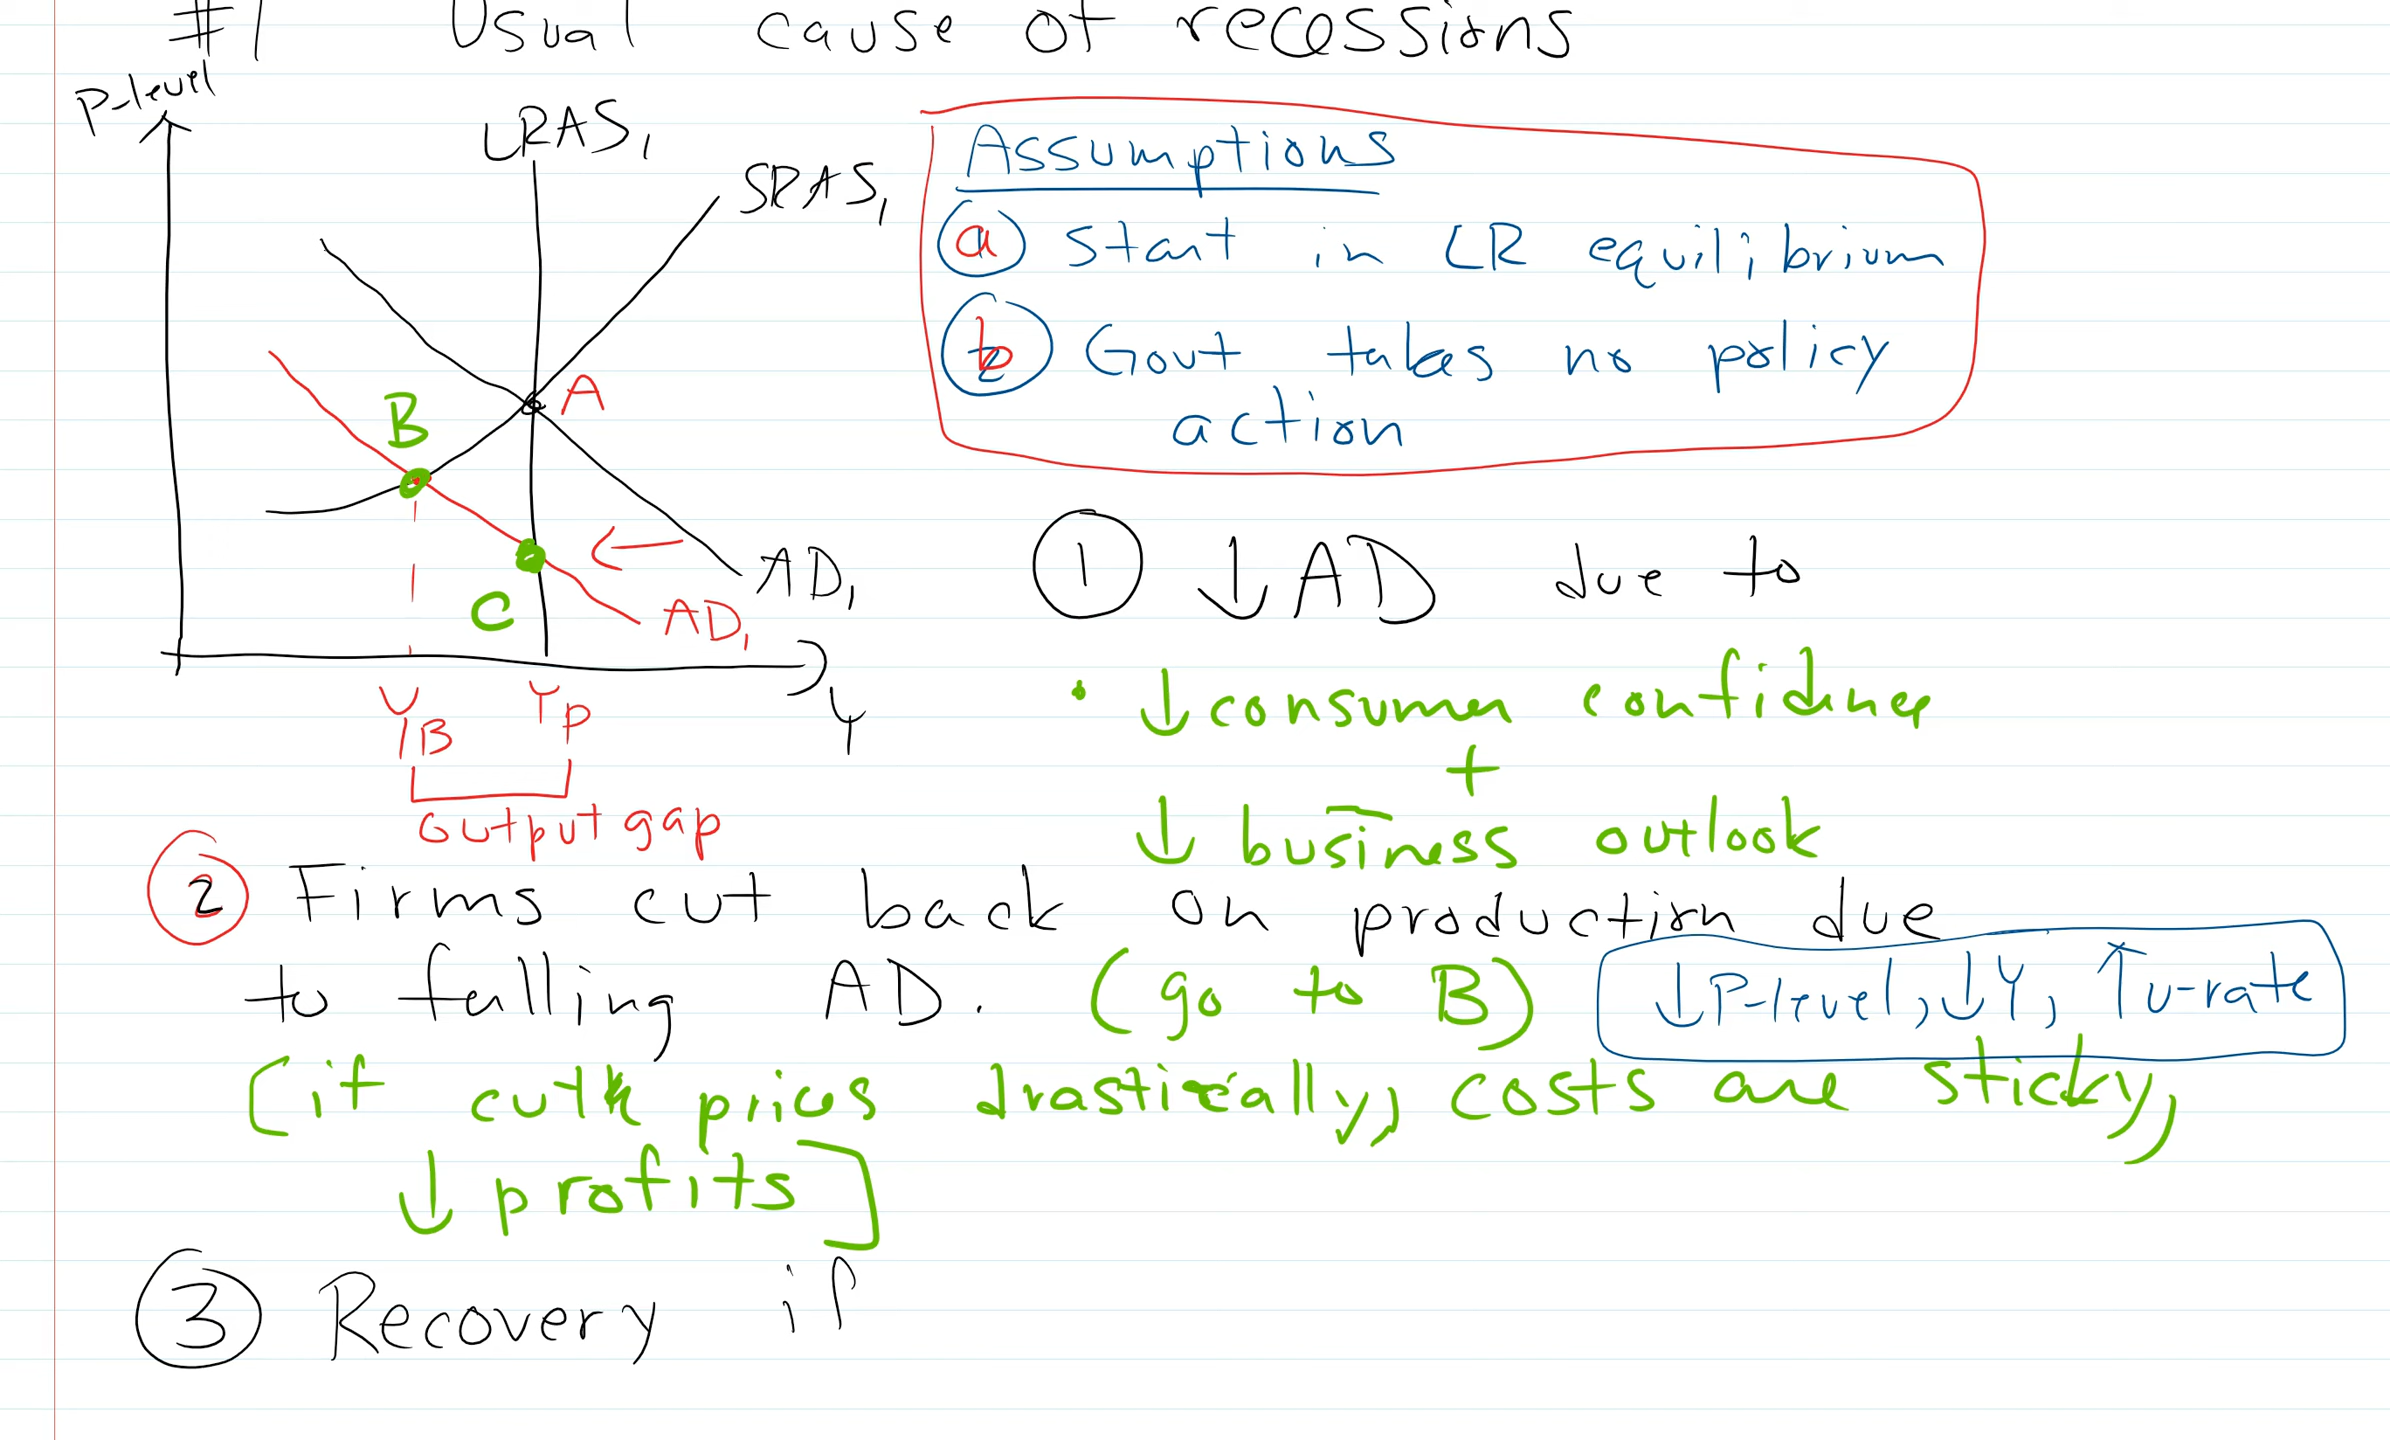 #1 Usual cause of recessions
P-level
LRAS1
SRAS1
Assumptions
a start in LR equilibrium
b Govt takes no policy
action
A
B
C
AD1
AD1
Y
YB YP
output gap
1 ↓AD due to
• ↓ consumer confidence
+
↓ business outlook
2 Firms cut back on production due
to falling AD. (go to B) ↓P-level, ↓Y, ↑u-rate
[if cut prices drastically, costs are sticky,
↓ profits]
3 Recovery if